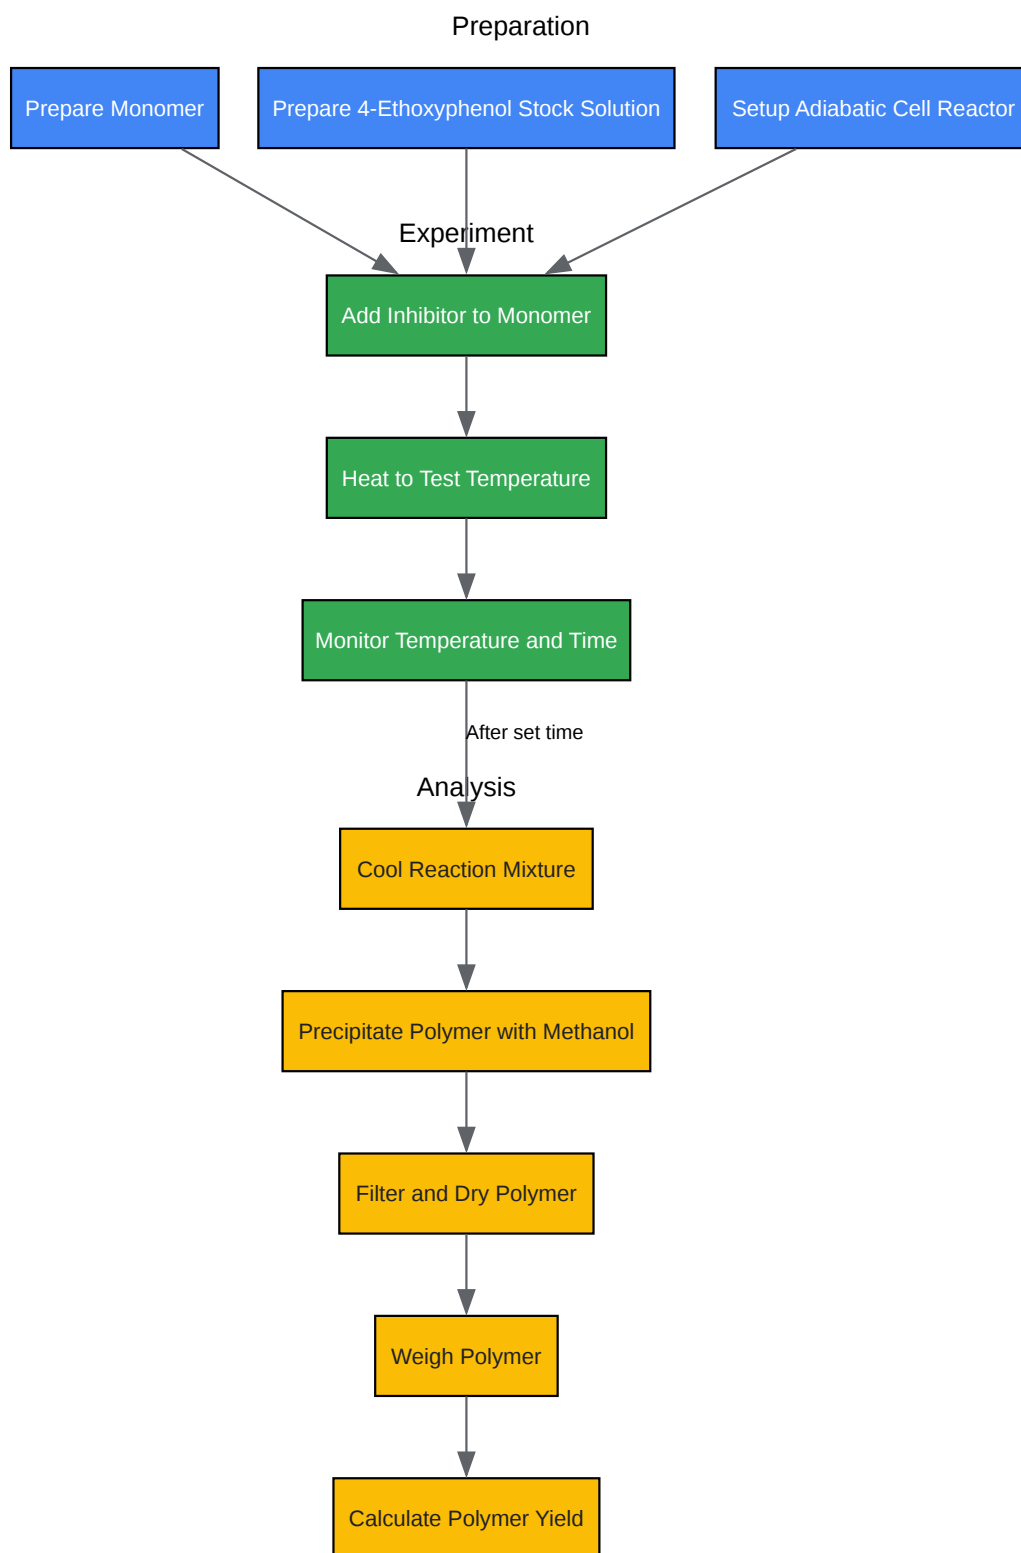 Preparation
Prepare Monomer
Prepare 4-Ethoxyphenol Stock Solution
Setup Adiabatic Cell Reactor
Experiment
Add Inhibitor to Monomer
Heat to Test Temperature
Monitor Temperature and Time
After set time
Analysis
Cool Reaction Mixture
Precipitate Polymer with Methanol
Filter and Dry Polymer
Weigh Polymer
Calculate Polymer Yield